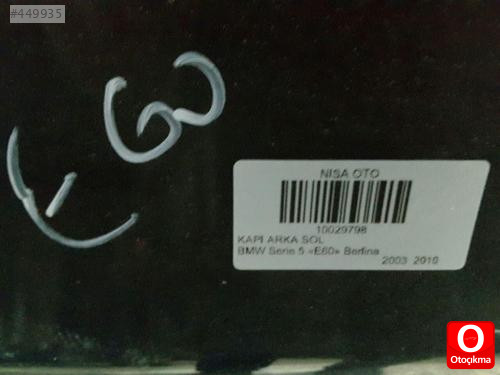 #449935
E60
NISA OTO
10029798
KAPI ARKA SOL
BMW Serie 5 «E60» Berlina
2003 2010
O
Otoçıkma